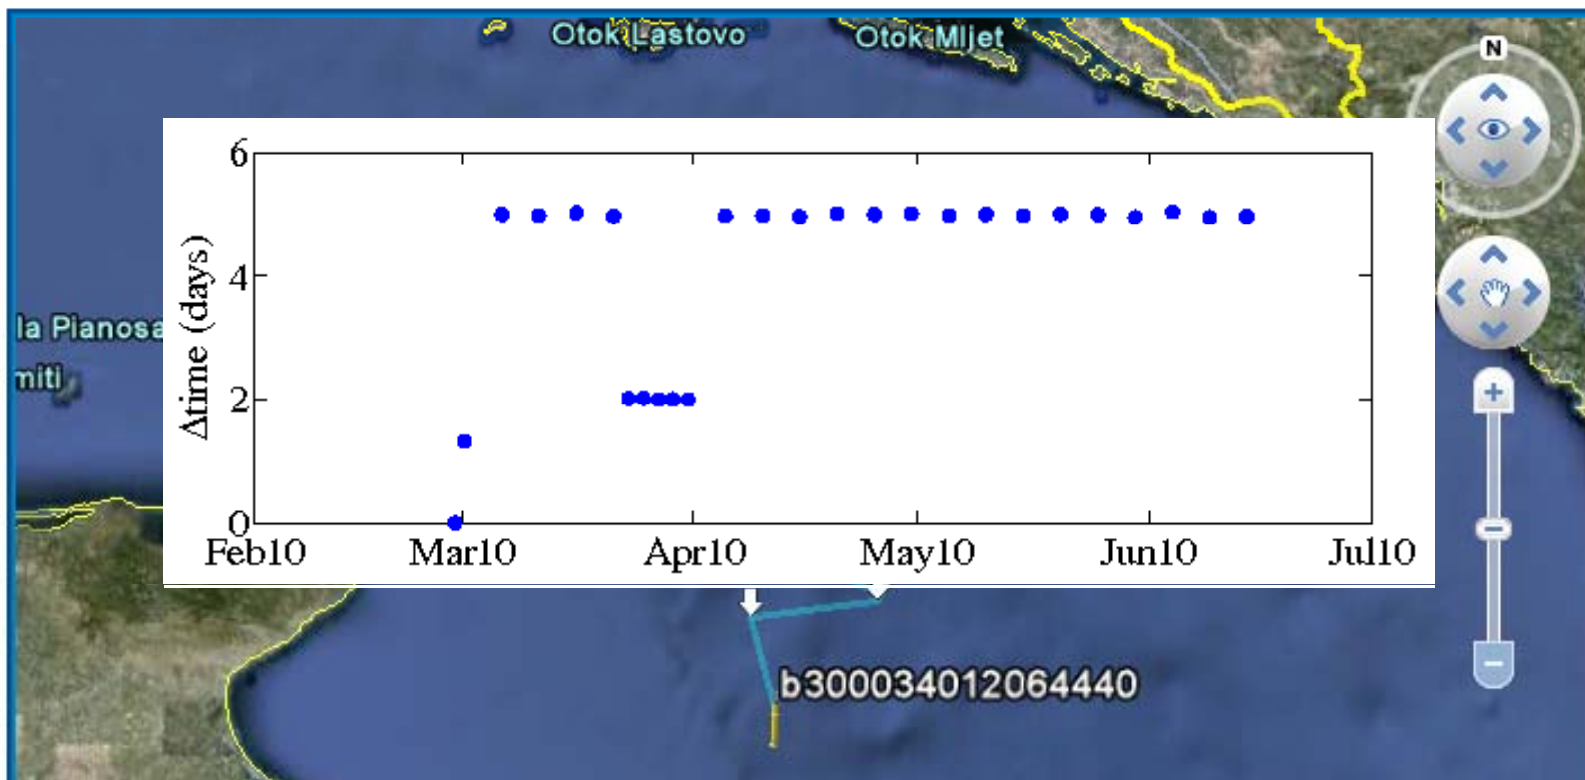 Otok Lastovo
Otok Mljet
N
6
4
2
0
Δtime (days)
Feb10 Mar10 Apr10 May10 Jun10 Jul10
la Pianosa
miti
b300034012064440